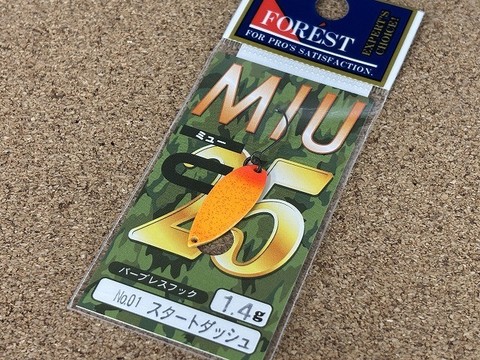 FOREST
FOR PRO'S SATISFACTION.
EXPERT'S
CHOICE!
MIU
ミュー
25
バーブレスフック
1.4g
No.01 スタートダッシュ